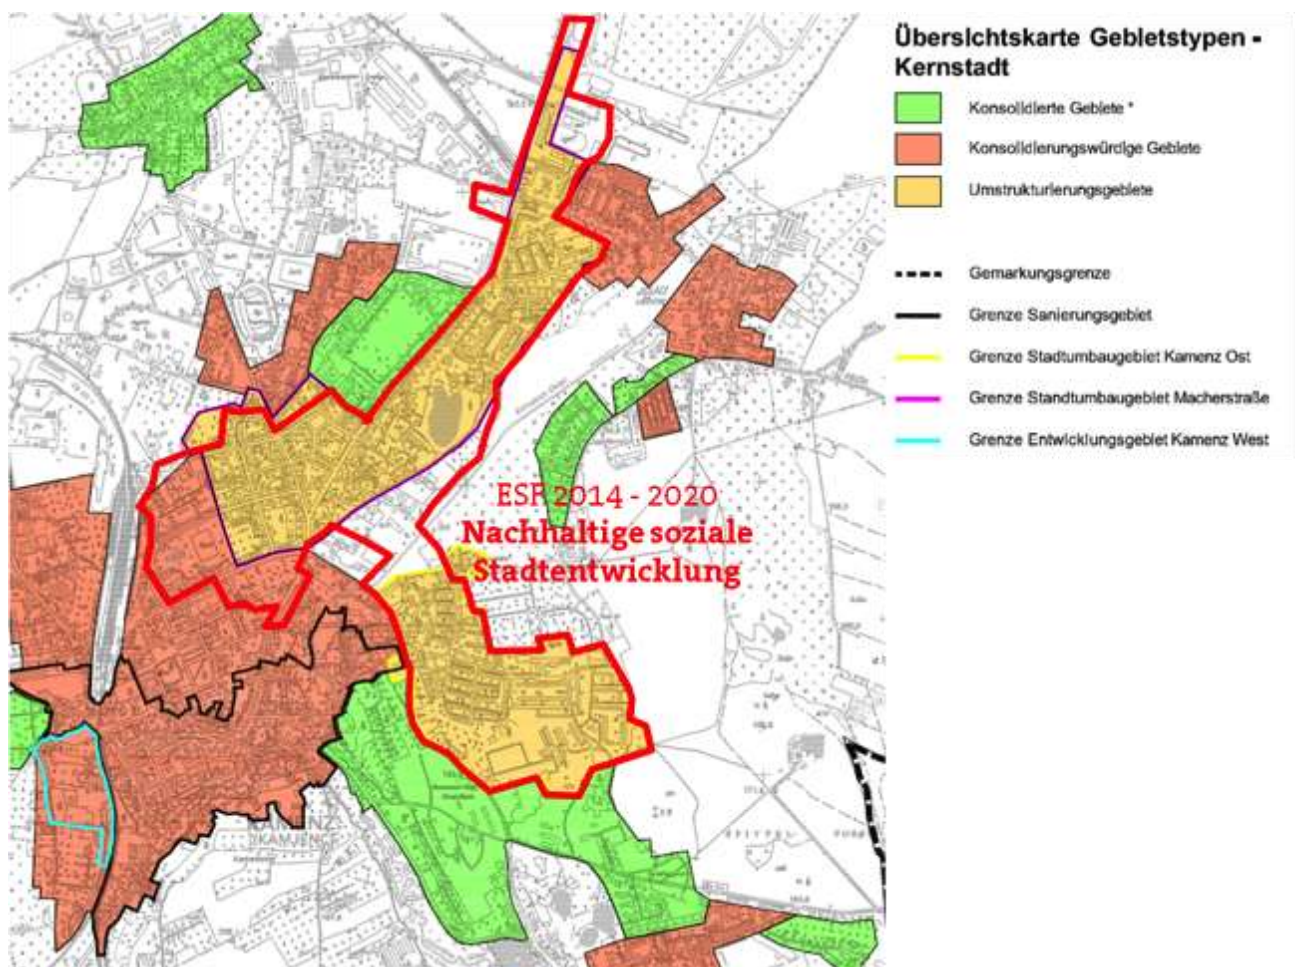 Übersichtskarte Gebietstypen -
Kernstadt
Konsolidierte Gebiete *
Konsolidierungswürdige Gebiete
Umstrukturierungsgebiete
Gemarkungsgrenze
Grenze Sanierungsgebiet
Grenze Stadtumbaugebiet Kamenz Ost
Grenze Standtumbaugebiet Macherstraße
Grenze Entwicklungsgebiet Kamenz West
ESF 2014 - 2020
Nachhaltige soziale
Stadtentwicklung
KAMENZ